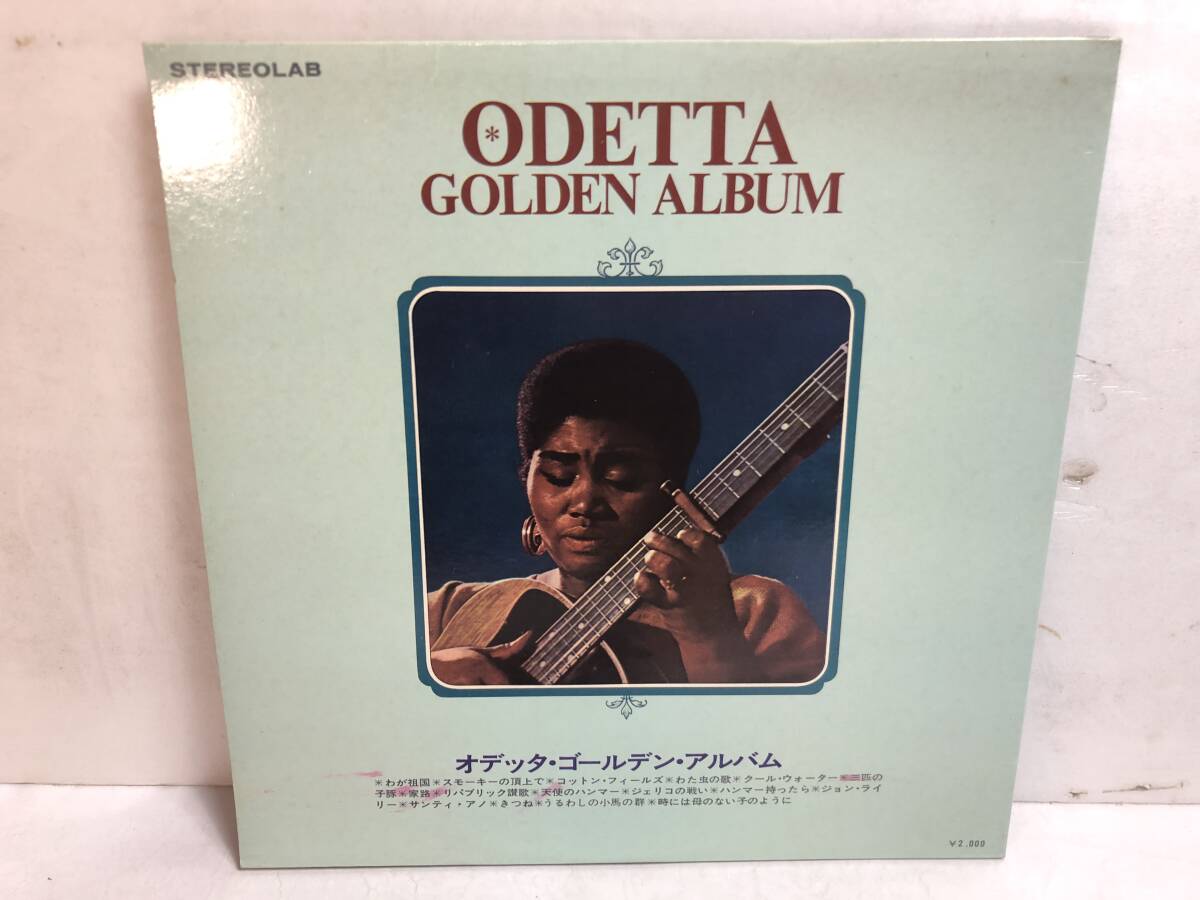 STEREOLAB
ODETTA
GOLDEN ALBUM
オデッタ・ゴールデン・アルバム
＊わが祖国＊スモーキーの頂上で＊コットン・フィールズ＊わた虫の歌＊クール・ウォーター＊三匹の
子豚＊家路＊リパブリック讃歌＊天使のハンマー＊ジェリコの戦い＊ハンマー持ったら＊ジョン・ライ
リー＊サンティ・アノ＊きつね＊うるわしの小馬の群＊時には母のない子のように
￥2,000